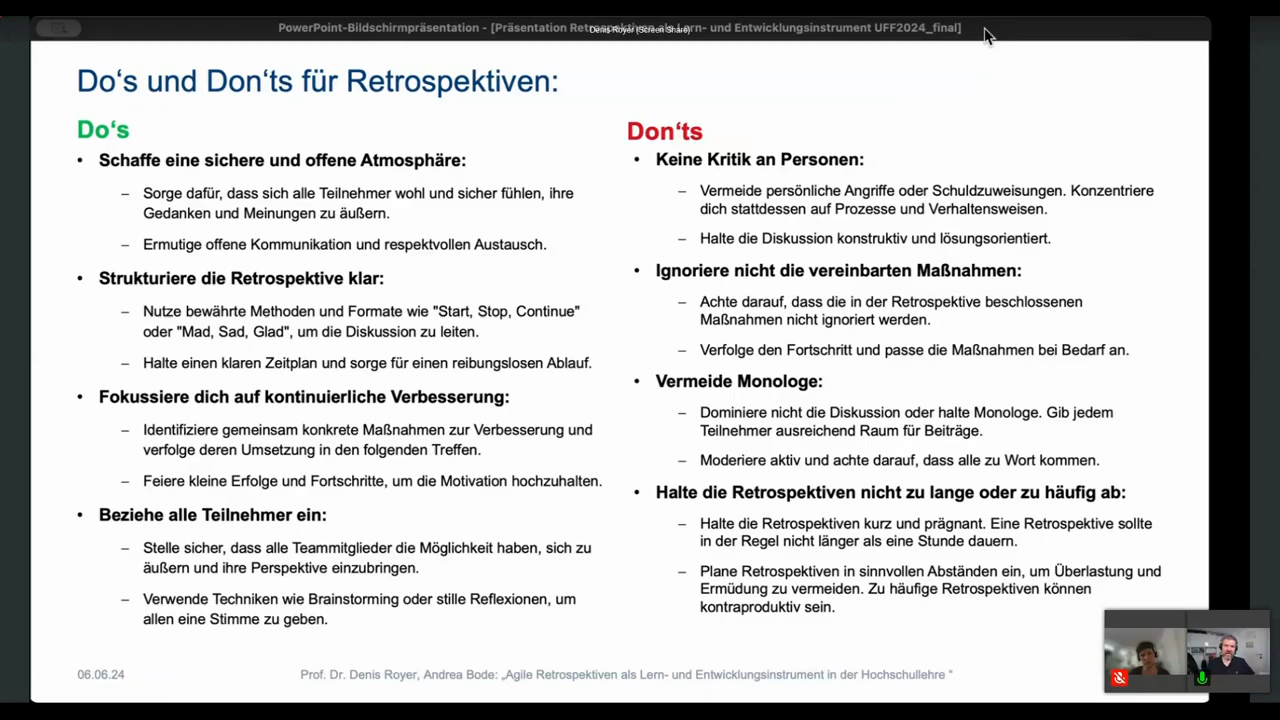 PowerPoint-Bildschirmpräsentation - [Präsentation Retrospektiven als Lern- und Entwicklungsinstrument UFF2024_final]
Denis Royer (Screen Share)
Do‘s und Don‘ts für Retrospektiven:
Do‘s
• Schaffe eine sichere und offene Atmosphäre:
– Sorge dafür, dass sich alle Teilnehmer wohl und sicher fühlen, ihre
Gedanken und Meinungen zu äußern.
– Ermutige offene Kommunikation und respektvollen Austausch.
• Strukturiere die Retrospektive klar:
– Nutze bewährte Methoden und Formate wie "Start, Stop, Continue"
oder "Mad, Sad, Glad", um die Diskussion zu leiten.
– Halte einen klaren Zeitplan und sorge für einen reibungslosen Ablauf.
• Fokussiere dich auf kontinuierliche Verbesserung:
– Identifiziere gemeinsam konkrete Maßnahmen zur Verbesserung und
verfolge deren Umsetzung in den folgenden Treffen.
– Feiere kleine Erfolge und Fortschritte, um die Motivation hochzuhalten.
• Beziehe alle Teilnehmer ein:
– Stelle sicher, dass alle Teammitglieder die Möglichkeit haben, sich zu
äußern und ihre Perspektive einzubringen.
– Verwende Techniken wie Brainstorming oder stille Reflexionen, um
allen eine Stimme zu geben.
Don‘ts
• Keine Kritik an Personen:
– Vermeide persönliche Angriffe oder Schuldzuweisungen. Konzentriere
dich stattdessen auf Prozesse und Verhaltensweisen.
– Halte die Diskussion konstruktiv und lösungsorientiert.
• Ignoriere nicht die vereinbarten Maßnahmen:
– Achte darauf, dass die in der Retrospektive beschlossenen
Maßnahmen nicht ignoriert werden.
– Verfolge den Fortschritt und passe die Maßnahmen bei Bedarf an.
• Vermeide Monologe:
– Dominiere nicht die Diskussion oder halte Monologe. Gib jedem
Teilnehmer ausreichend Raum für Beiträge.
– Moderiere aktiv und achte darauf, dass alle zu Wort kommen.
• Halte die Retrospektiven nicht zu lange oder zu häufig ab:
– Halte die Retrospektiven kurz und prägnant. Eine Retrospektive sollte
in der Regel nicht länger als eine Stunde dauern.
– Plane Retrospektiven in sinnvollen Abständen ein, um Überlastung und
Ermüdung zu vermeiden. Zu häufige Retrospektiven können
kontraproduktiv sein.
06.06.24
Prof. Dr. Denis Royer, Andrea Bode: „Agile Retrospektiven als Lern- und Entwicklungsinstrument in der Hochschullehre “